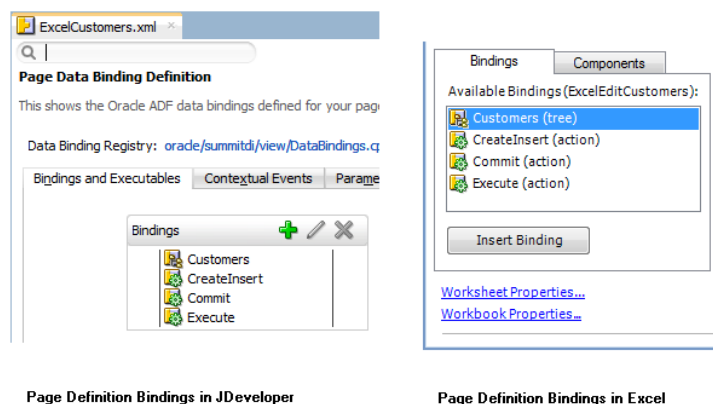 ExcelCustomers.xml
Page Data Binding Definition
This shows the Oracle ADF data bindings defined for your page
Data Binding Registry: oracle/summitdi/view/DataBindings.cp
Bindings and Executables
Contextual Events
Parame
Bindings
Customers
CreateInsert
Commit
Execute
Page Definition Bindings in JDeveloper
Bindings
Components
Available Bindings (ExcelEditCustomers):
Customers (tree)
CreateInsert (action)
Commit (action)
Execute (action)
Insert Binding
Worksheet Properties...
Workbook Properties...
Page Definition Bindings in Excel